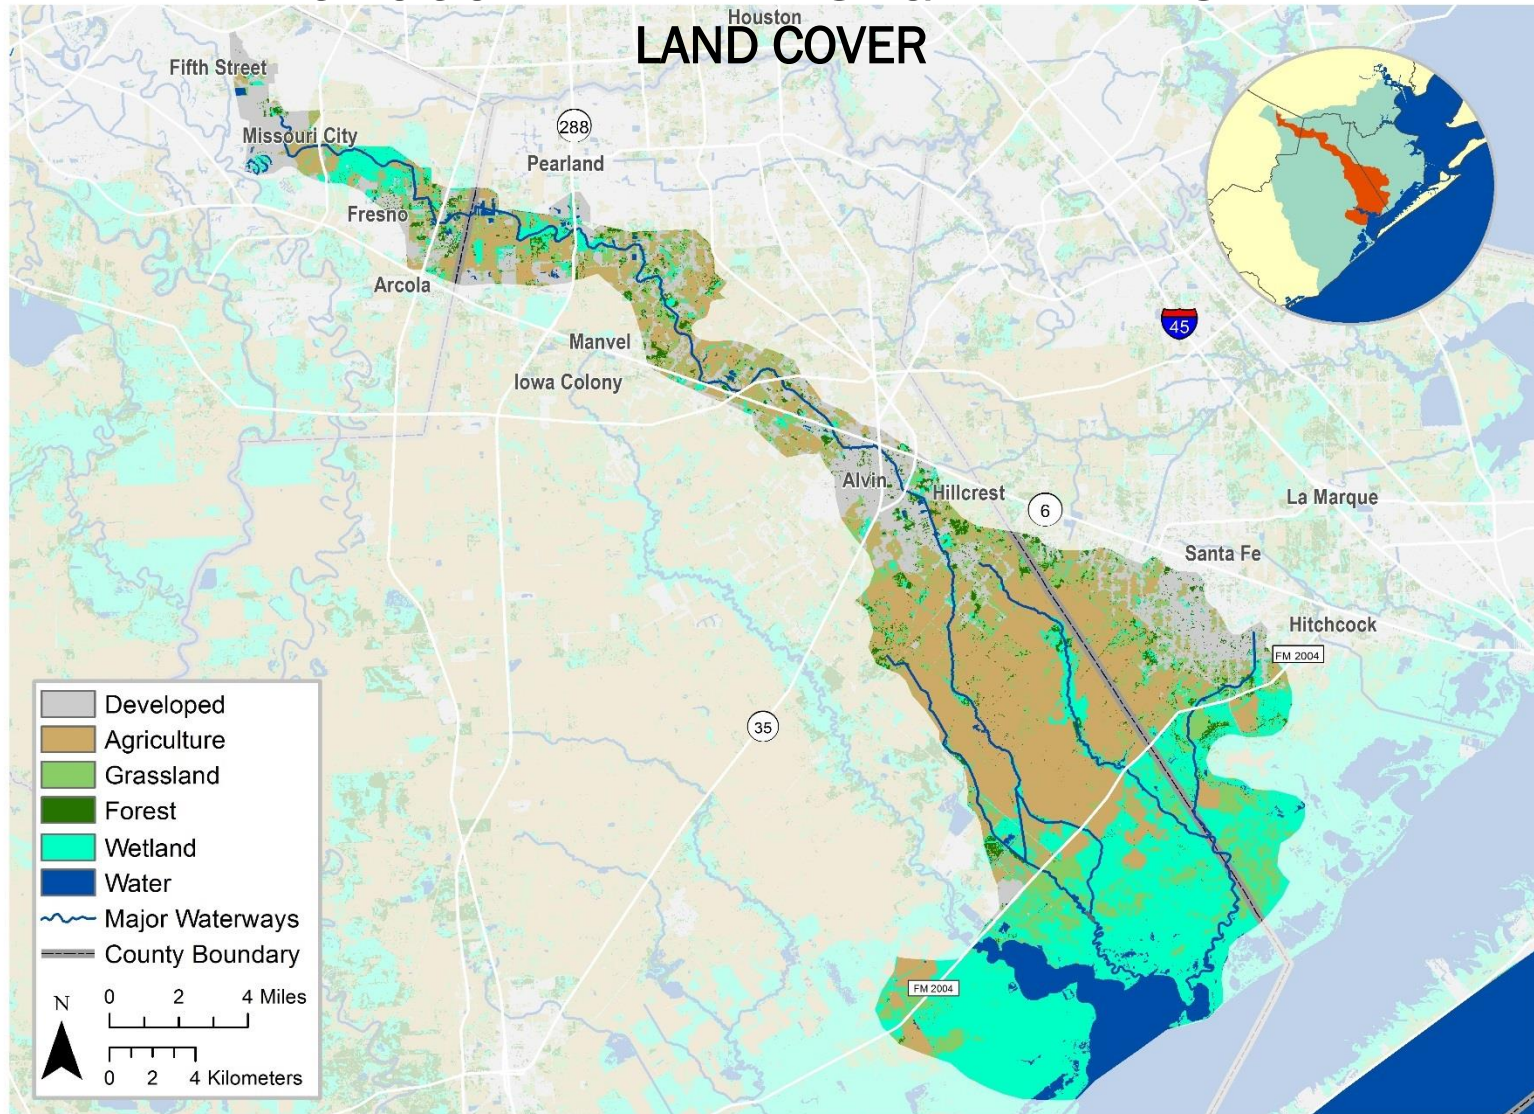 Houston
LAND COVER
Fifth Street
Missouri City
288
Pearland
Fresno
Arcola
45
Manvel
Iowa Colony
Alvin
Hillcrest
6
La Marque
Santa Fe
Hitchcock
FM 2004
35
Developed
Agriculture
Grassland
Forest
Wetland
Water
Major Waterways
County Boundary
N
0 2 4 Miles
0 2 4 Kilometers
FM 2004